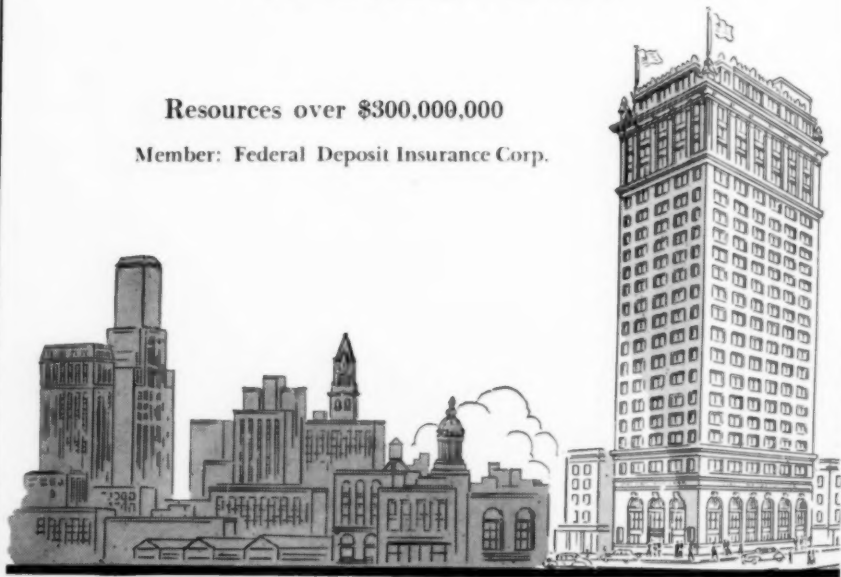 Resources over $300,000,000
Member: Federal Deposit Insurance Corp.